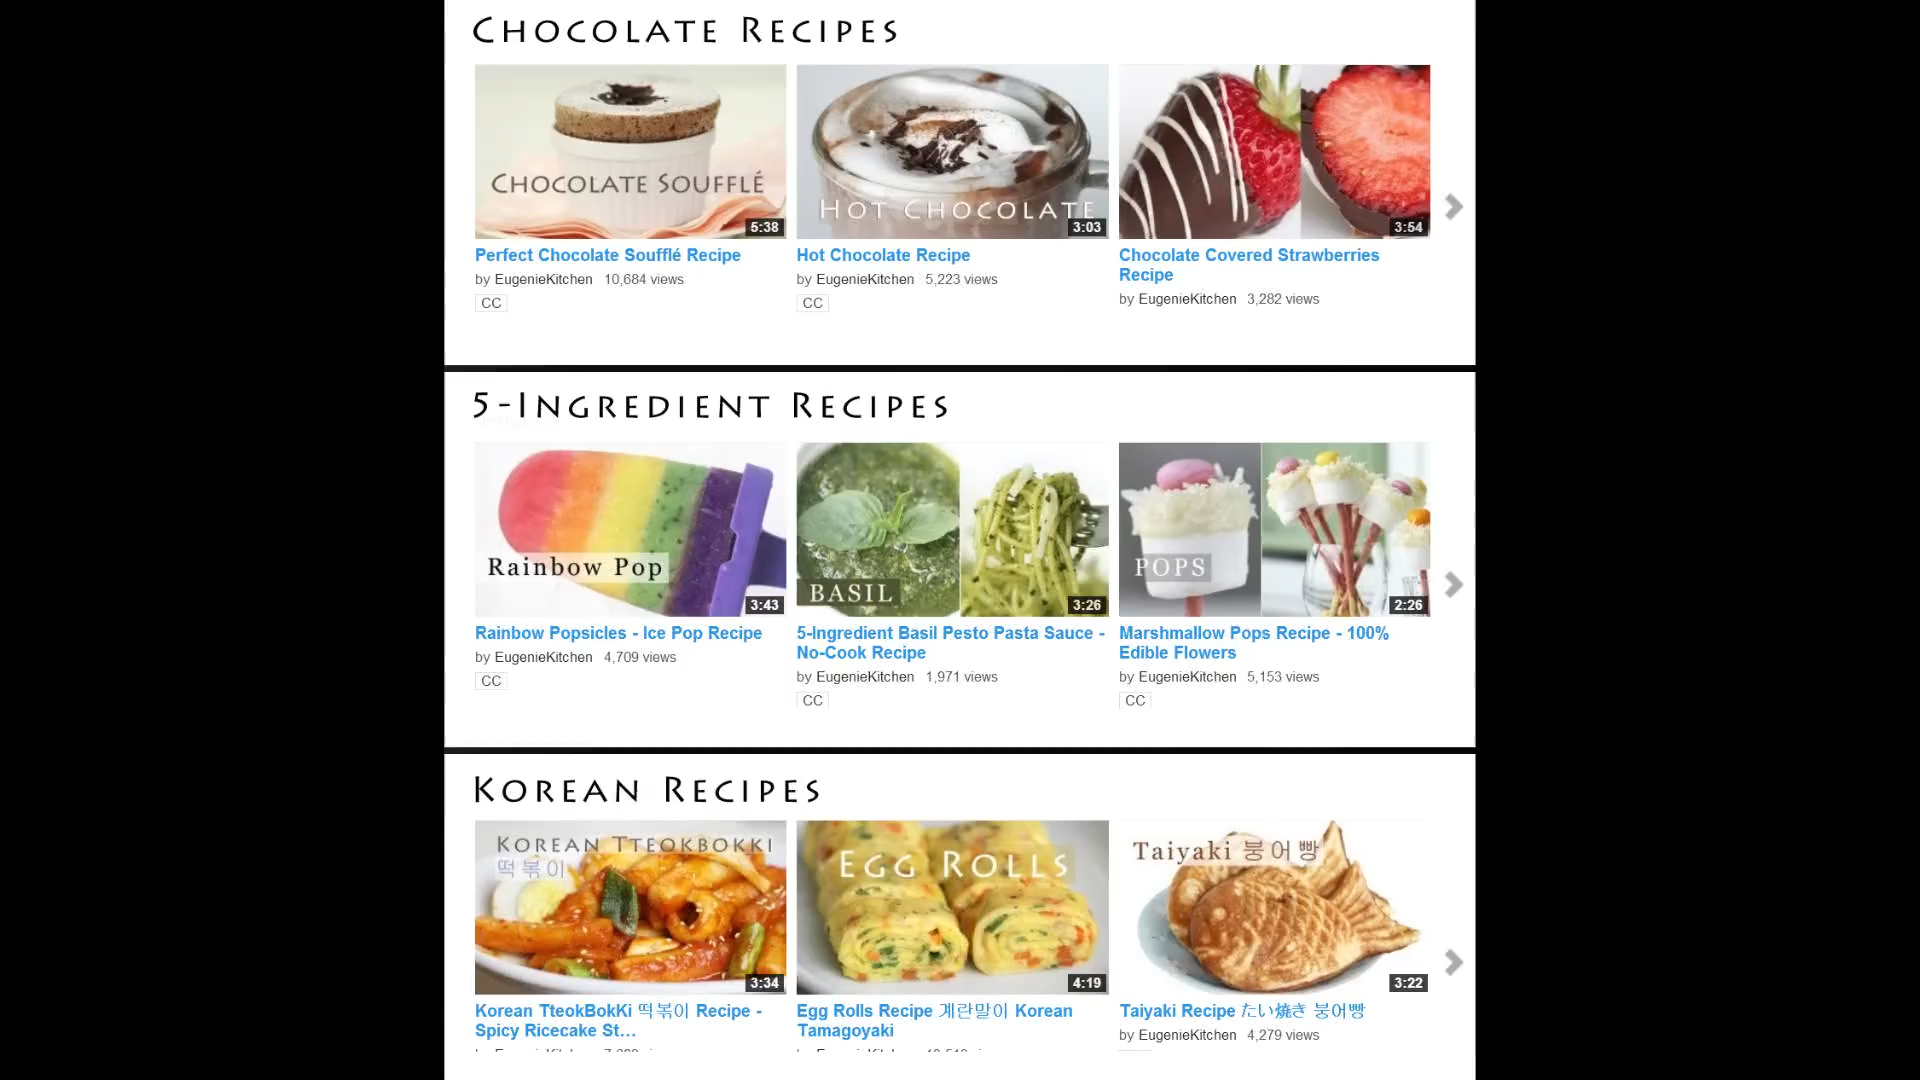 CHOCOLATE RECIPES
CHOCOLATE SOUFFLÉ
5:38
HOT CHOCOLATE
3:03
3:54
Perfect Chocolate Soufflé Recipe
by EugenieKitchen 10,684 views
CC
Hot Chocolate Recipe
by EugenieKitchen 5,223 views
CC
Chocolate Covered Strawberries
Recipe
by EugenieKitchen 3,282 views
5-INGREDIENT RECIPES
Rainbow Pop
3:43
BASIL
3:26
POPS
2:26
Rainbow Popsicles - Ice Pop Recipe
by EugenieKitchen 4,709 views
CC
5-Ingredient Basil Pesto Pasta Sauce -
No-Cook Recipe
by EugenieKitchen 1,971 views
CC
Marshmallow Pops Recipe - 100%
Edible Flowers
by EugenieKitchen 5,153 views
CC
KOREAN RECIPES
KOREAN TTEOKBOKKI
떡볶이
3:34
EGG ROLLS
4:19
Taiyaki 붕어빵
3:22
Korean TteokBokKi 떡볶이 Recipe -
Spicy Ricecake St...
Egg Rolls Recipe 계란말이 Korean
Tamagoyaki
Taiyaki Recipe たい焼き 붕어빵
by EugenieKitchen 4,279 views